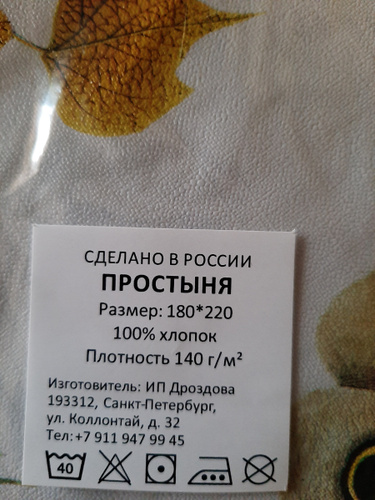 СДЕЛАНО В РОССИИ
ПРОСТЫНЯ
Размер: 180*220
100% хлопок
Плотность 140 г/м²
Изготовитель: ИП Дроздова
193312, Санкт-Петербург,
ул. Коллонтай, д. 32
Тел:+7 911 947 99 45
40